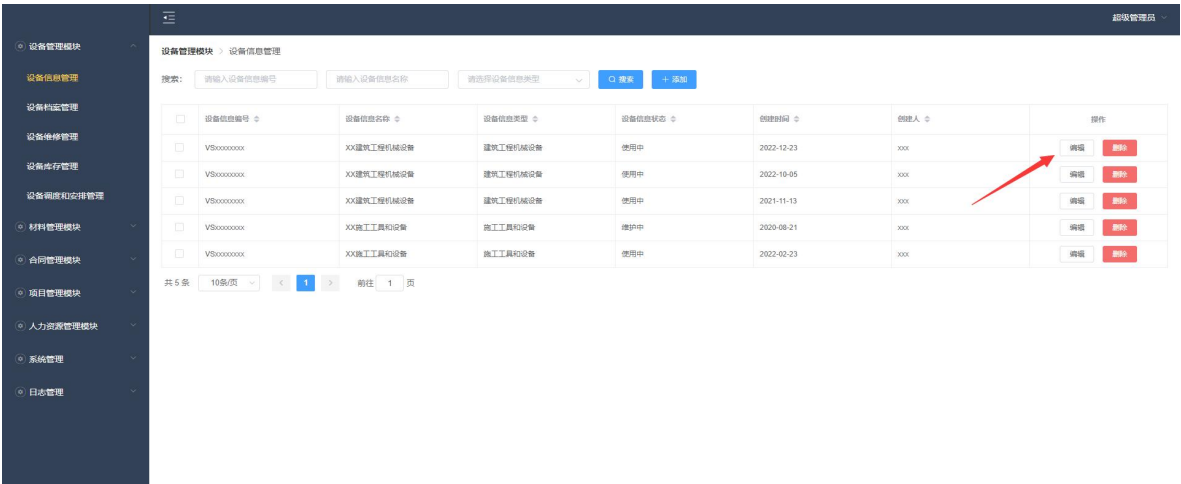 超级管理员
设备管理模块
设备信息管理
设备档案管理
设备维修管理
设备库存管理
设备调度和安排管理
材料管理模块
合同管理模块
项目管理模块
人力资源管理模块
系统管理
日志管理
设备管理模块 > 设备信息管理
搜索： 请输入设备信息编号 请输入设备信息名称 请选择设备信息类型 搜索 + 添加
设备信息编号 设备信息名称 设备信息类型 设备信息状态 创建时间 创建人 操作
VSxxxxxxxx XX建筑工程机械设备 建筑工程机械设备 使用中 2022-12-23 xxx 编辑 删除
VSxxxxxxxx XX建筑工程机械设备 建筑工程机械设备 使用中 2022-10-05 xxx 编辑 删除
VSxxxxxxxx XX建筑工程机械设备 建筑工程机械设备 使用中 2021-11-13 xxx 编辑 删除
VSxxxxxxxx XX施工工具和设备 施工工具和设备 维护中 2020-08-21 xxx 编辑 删除
VSxxxxxxxx XX施工工具和设备 施工工具和设备 使用中 2022-02-23 xxx 编辑 删除
共 5 条 10条/页 < 1 > 前往 1 页